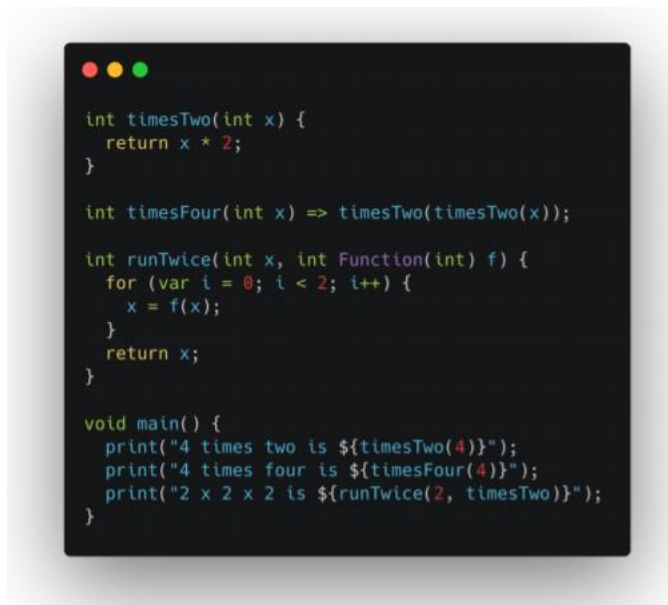 int timesTwo(int x) {
  return x * 2;
}

int timesFour(int x) => timesTwo(timesTwo(x));

int runTwice(int x, int Function(int) f) {
  for (var i = 0; i < 2; i++) {
    x = f(x);
  }
  return x;
}

void main() {
  print("4 times two is ${timesTwo(4)}");
  print("4 times four is ${timesFour(4)}");
  print("2 x 2 x 2 is ${runTwice(2, timesTwo)}");
}